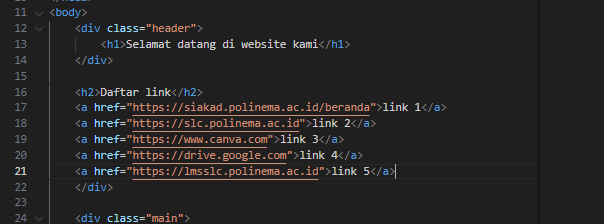 11 <body>
12 <div class="header">
13 <h1>Selamat datang di website kami</h1>
14 </div>
15
16 <h2>Daftar link</h2>
17 <a href="https://siakad.polinema.ac.id/beranda">link 1</a>
18 <a href="https://slc.polinema.ac.id">link 2</a>
19 <a href="https://www.canva.com">link 3</a>
20 <a href="https://drive.google.com">link 4</a>
21 <a href="https://lmsslc.polinema.ac.id">link 5</a>
22 </div>
23
24 <div class="main">